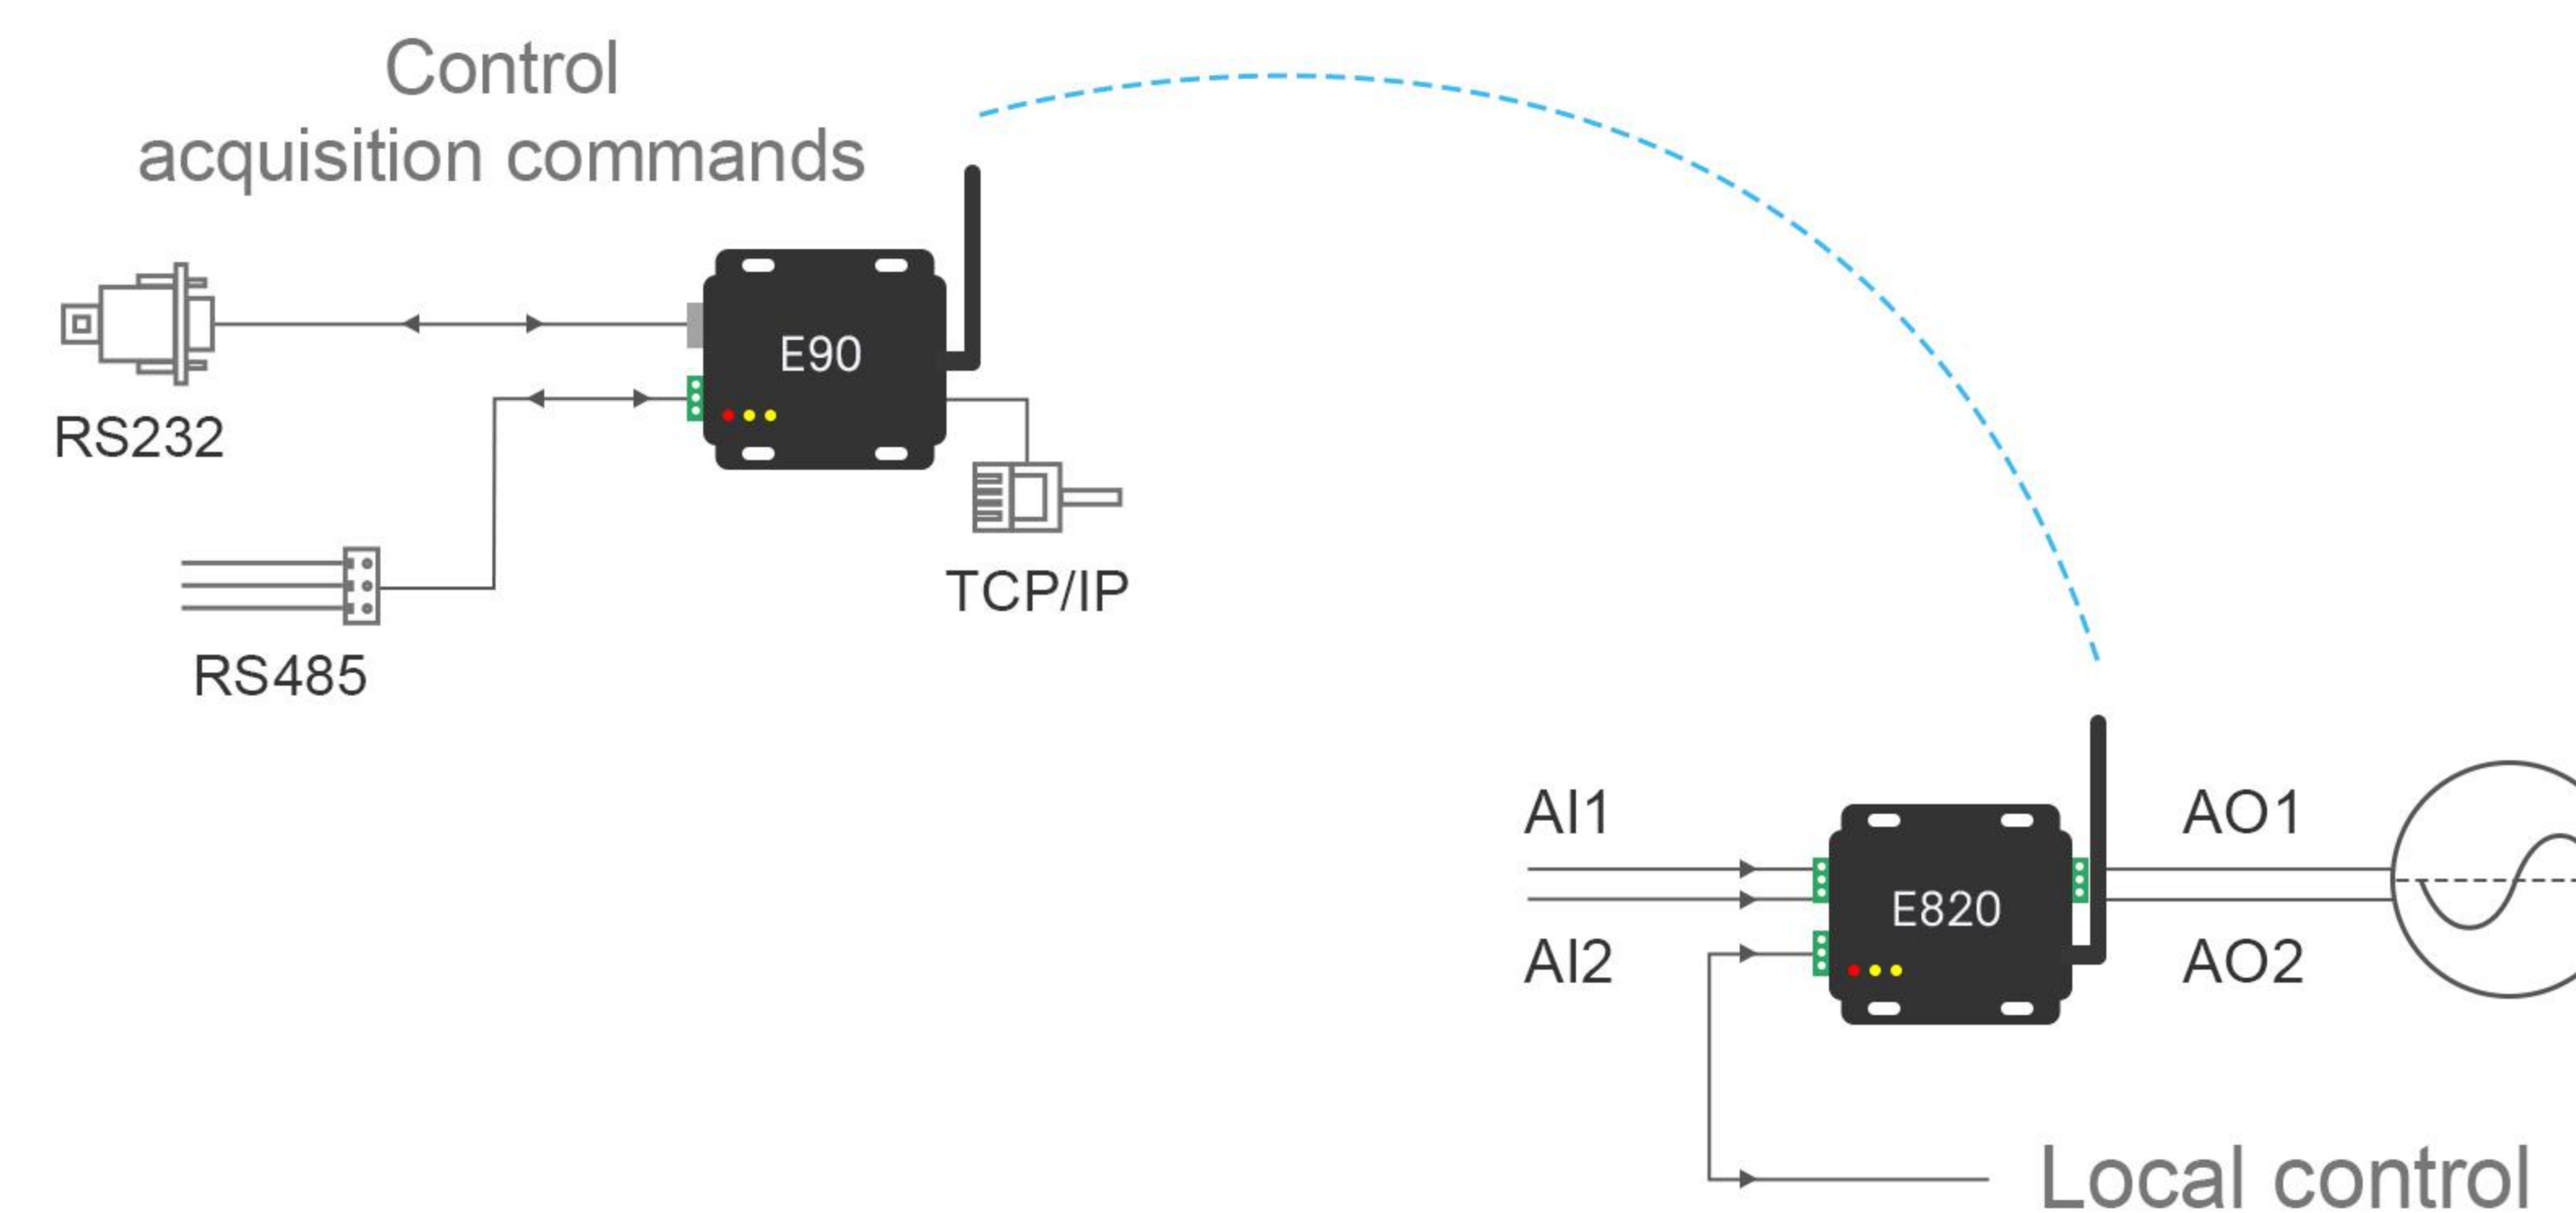 Control
acquisition commands
E90
RS232
TCP/IP
RS485
AI1
AO1
E820
AI2
AO2
Local control